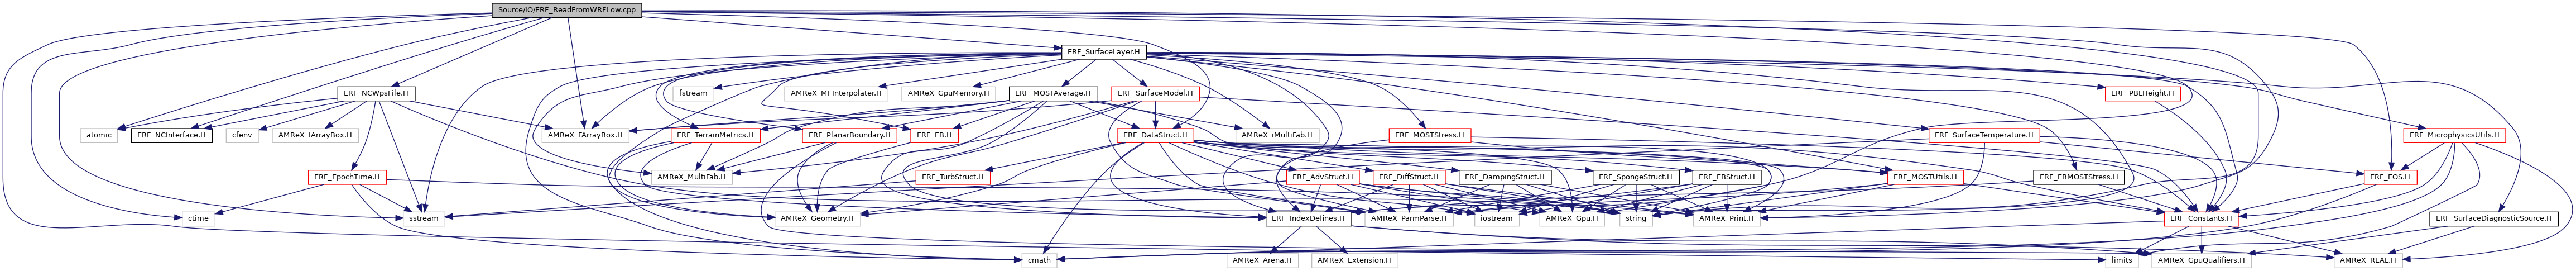 Source/IO/ERF_ReadFromWRFLow.cpp
ERF_SurfaceLayer.H
ERF_NCWpsFile.H
fstream
AMReX_MFInterpolater.H
AMReX_GpuMemory.H
ERF_MOSTAverage.H
ERF_SurfaceModel.H
ERF_PBLHeight.H
atomic
ERF_NCInterface.H
cfenv
AMReX_IArrayBox.H
AMReX_FArrayBox.H
ERF_TerrainMetrics.H
ERF_PlanarBoundary.H
ERF_EB.H
AMReX_iMultiFab.H
ERF_DataStruct.H
ERF_MOSTStress.H
ERF_SurfaceTemperature.H
ERF_MicrophysicsUtils.H
ERF_EpochTime.H
AMReX_MultiFab.H
ERF_TurbStruct.H
ERF_AdvStruct.H
ERF_DiffStruct.H
ERF_DampingStruct.H
ERF_SpongeStruct.H
ERF_EBStruct.H
ERF_MOSTUtils.H
ERF_EBMOSTStress.H
ERF_EOS.H
ctime
sstream
AMReX_Geometry.H
ERF_IndexDefines.H
AMReX_ParmParse.H
iostream
AMReX_Gpu.H
string
AMReX_Print.H
ERF_Constants.H
ERF_SurfaceDiagnosticSource.H
cmath
AMReX_Arena.H
AMReX_Extension.H
limits
AMReX_GpuQualifiers.H
AMReX_REAL.H